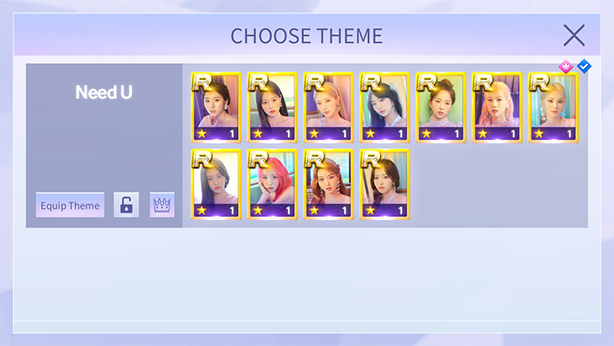 CHOOSE THEME
Need U
R R R R R R R
1 1 1 1 1 1 1
Equip Theme
R R R R
1 1 1 1